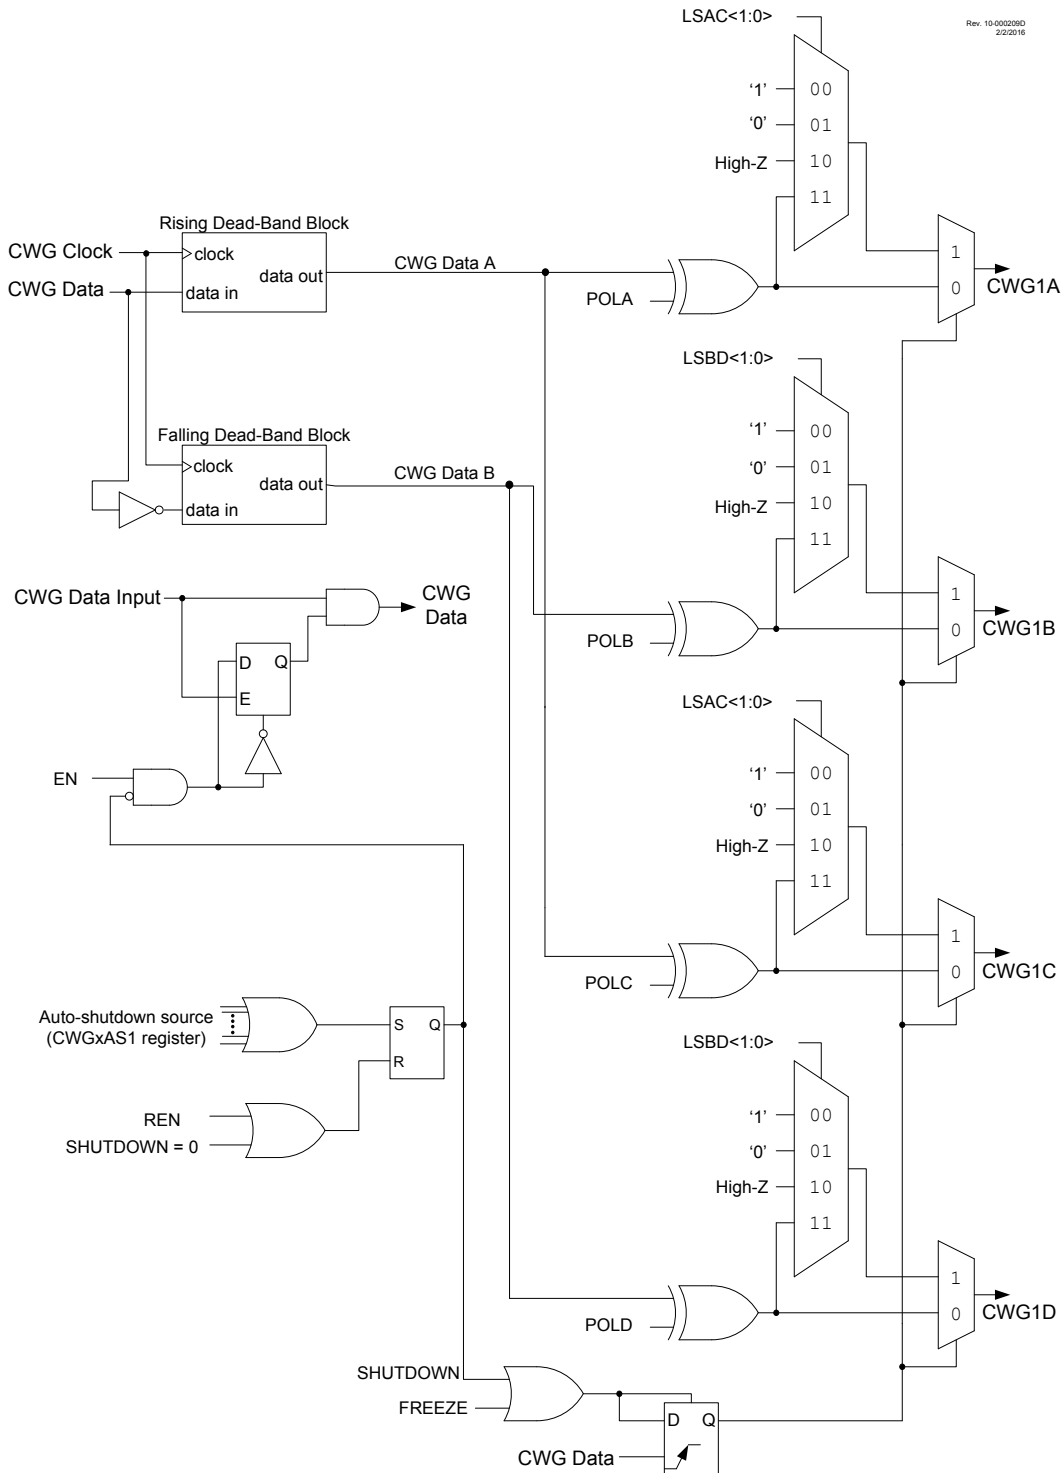 LSAC<1:0>
Rev. 10-000209D
2/2/2016
'1'
00
'0'
01
High-Z
10
11
Rising Dead-Band Block
CWG Clock
clock
data out
CWG Data
data in
CWG Data A
POLA
1
0
CWG1A
LSBD<1:0>
'1'
00
'0'
01
High-Z
10
11
Falling Dead-Band Block
clock
data out
data in
CWG Data B
POLB
1
0
CWG1B
CWG Data Input
CWG
Data
D
Q
E
EN
LSAC<1:0>
'1'
00
'0'
01
High-Z
10
11
POLC
1
0
CWG1C
Auto-shutdown source
(CWGxAS1 register)
S
Q
R
REN
SHUTDOWN = 0
LSBD<1:0>
'1'
00
'0'
01
High-Z
10
11
POLD
1
0
CWG1D
SHUTDOWN
FREEZE
D
Q
CWG Data